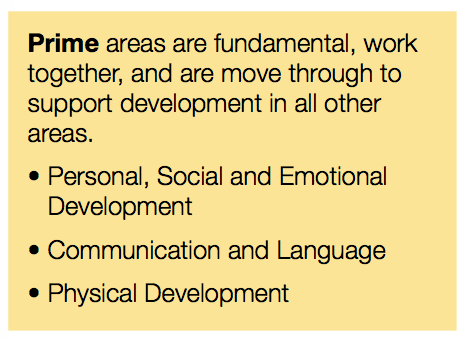 Prime areas are fundamental, work
together, and are move through to
support development in all other
areas.
• Personal, Social and Emotional
Development
• Communication and Language
• Physical Development